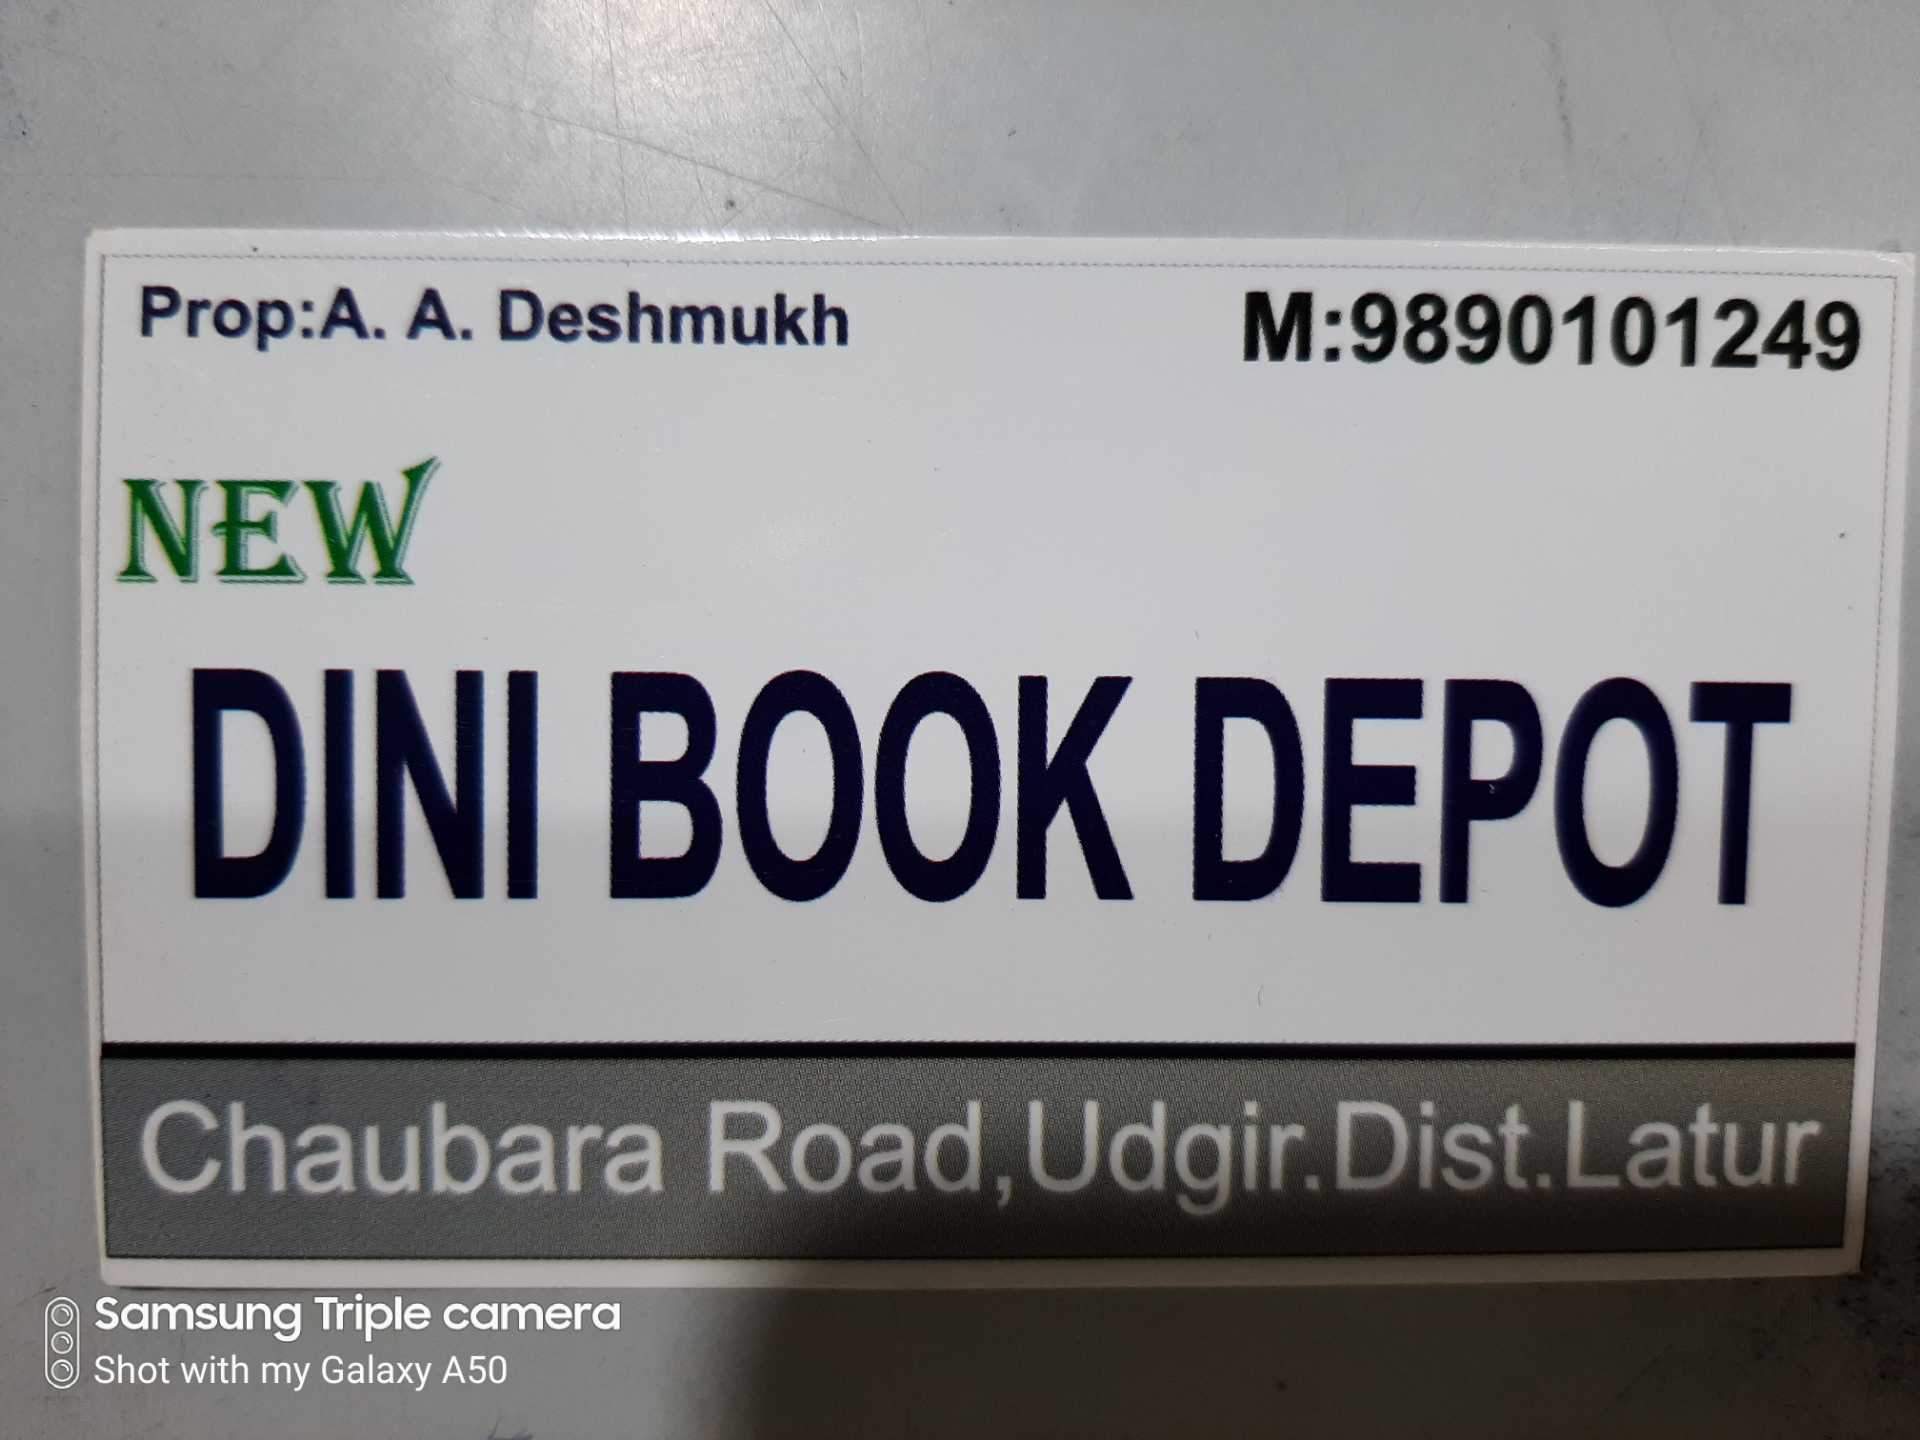 Prop:A. A. Deshmukh
M:9890101249
NEW
DINI BOOK DEPOT
Chaubara Road,Udgir.Dist.Latur
Samsung Triple camera
Shot with my Galaxy A50